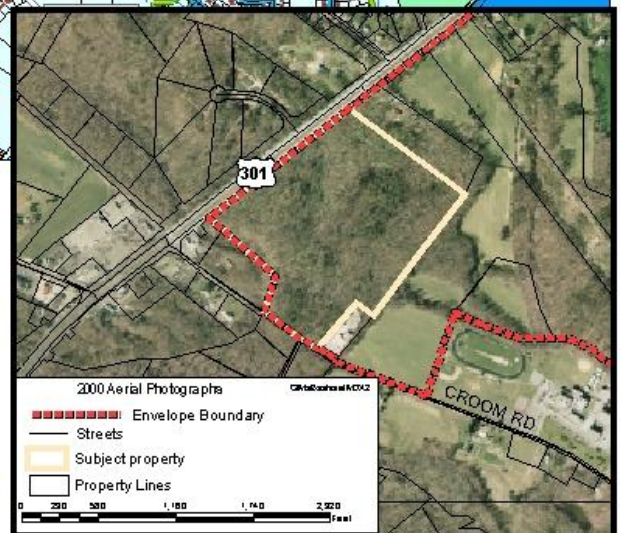 301
CROOM RD
2000 Aerial Photographs
Envelope Boundary
Streets
Subject property
Property Lines
0 290 580 1,160 1,740 2,320
Feet